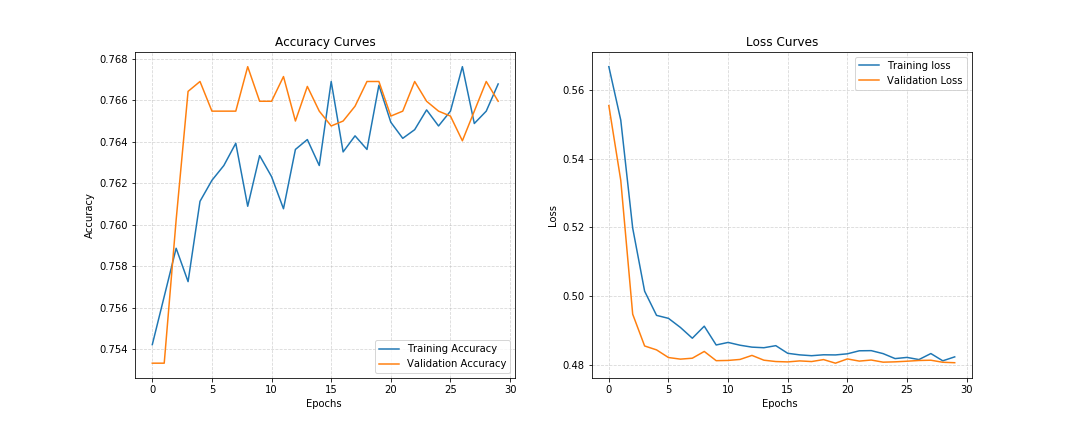 Accuracy Curves
0.768
0.766
0.764
0.762
0.760
0.758
0.756
0.754
Accuracy
0 5 10 15 20 25 30
Epochs
Training Accuracy
Validation Accuracy
Loss Curves
0.56
0.54
0.52
0.50
0.48
Loss
0 5 10 15 20 25 30
Epochs
Training loss
Validation Loss